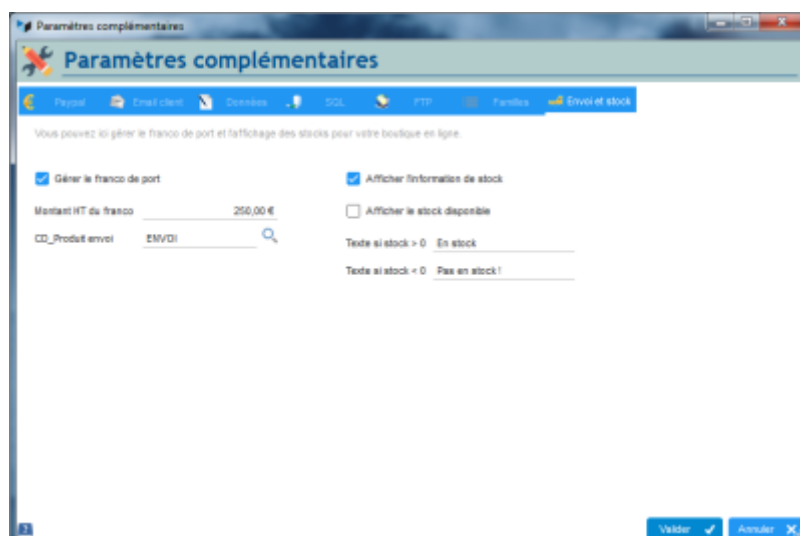 Paramètres complémentaires
Paramètres complémentaires
Paypal Email client Données SQL FTP Familles Envoi et stock
Vous pouvez ici gérer le franco de port et l'affichage des stocks pour votre boutique en ligne.
Gérer le franco de port
Afficher l'information de stock
Montant HT du franco 250,00 €
Afficher le stock disponible
CD_Produit envoi ENVOI
Texte si stock > 0 En stock
Texte si stock < 0 Pas en stock !
Valider Annuler